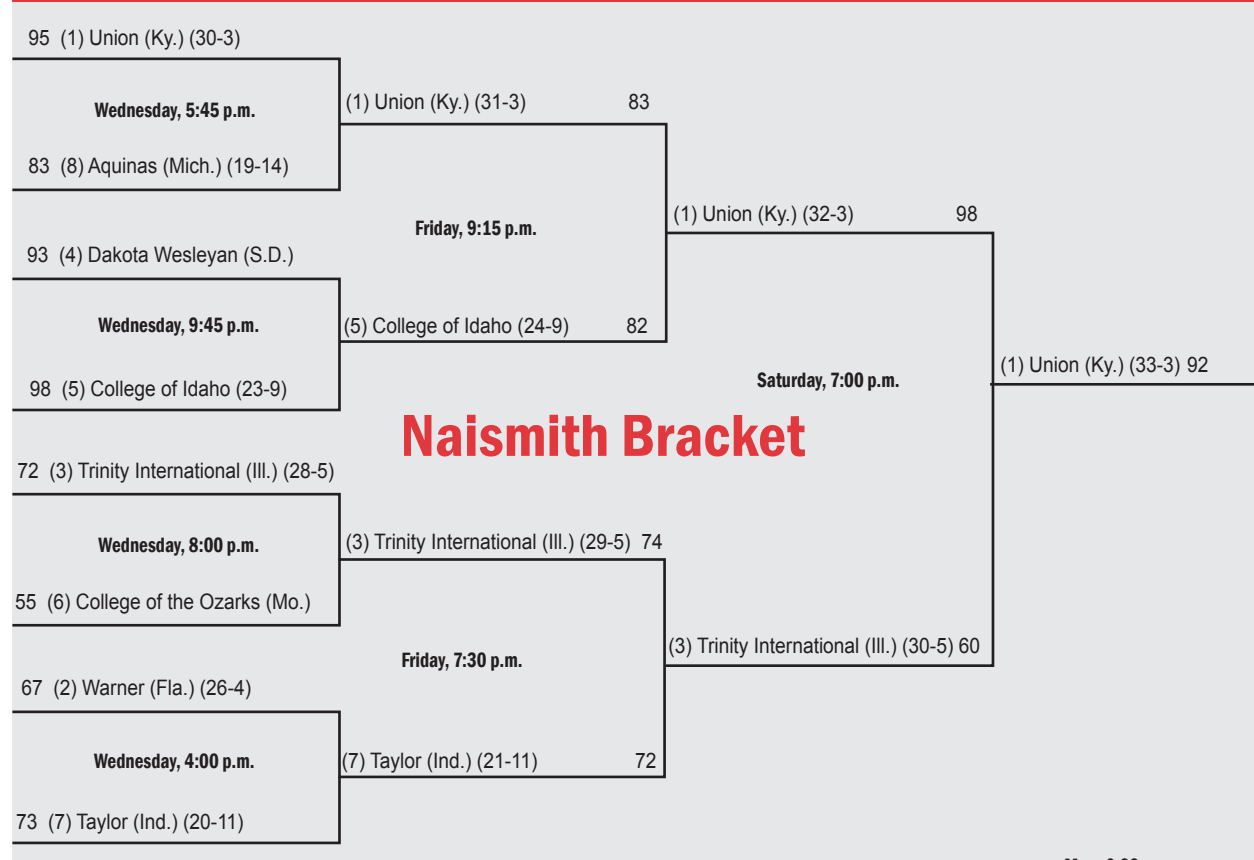 95 (1) Union (Ky.) (30-3)
Wednesday, 5:45 p.m.
83 (8) Aquinas (Mich.) (19-14)
(1) Union (Ky.) (31-3) 83
Friday, 9:15 p.m.
93 (4) Dakota Wesleyan (S.D.)
Wednesday, 9:45 p.m.
98 (5) College of Idaho (23-9)
(5) College of Idaho (24-9) 82
(1) Union (Ky.) (32-3) 98
Saturday, 7:00 p.m.
(1) Union (Ky.) (33-3) 92
Naismith Bracket
72 (3) Trinity International (Ill.) (28-5)
Wednesday, 8:00 p.m.
55 (6) College of the Ozarks (Mo.)
(3) Trinity International (Ill.) (29-5) 74
Friday, 7:30 p.m.
(3) Trinity International (Ill.) (30-5) 60
67 (2) Warner (Fla.) (26-4)
Wednesday, 4:00 p.m.
73 (7) Taylor (Ind.) (20-11)
(7) Taylor (Ind.) (21-11) 72